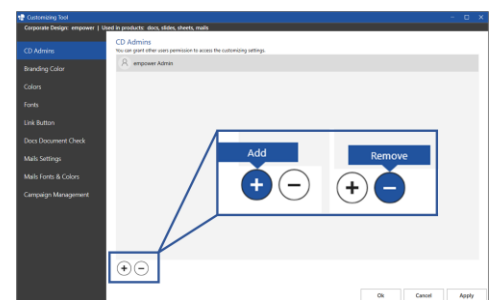 Customizing Tool
Corporate Design: empower | Used in products: docs, slides, sheets, mails
CD Admins
Branding Color
Colors
Fonts
Link Button
Docs Document Check
Mails Settings
Mails Fonts & Colors
Campaign Management
CD Admins
You can grant other users permission to access the customizing settings.
empower Admin
Add
Remove
Ok
Cancel
Apply